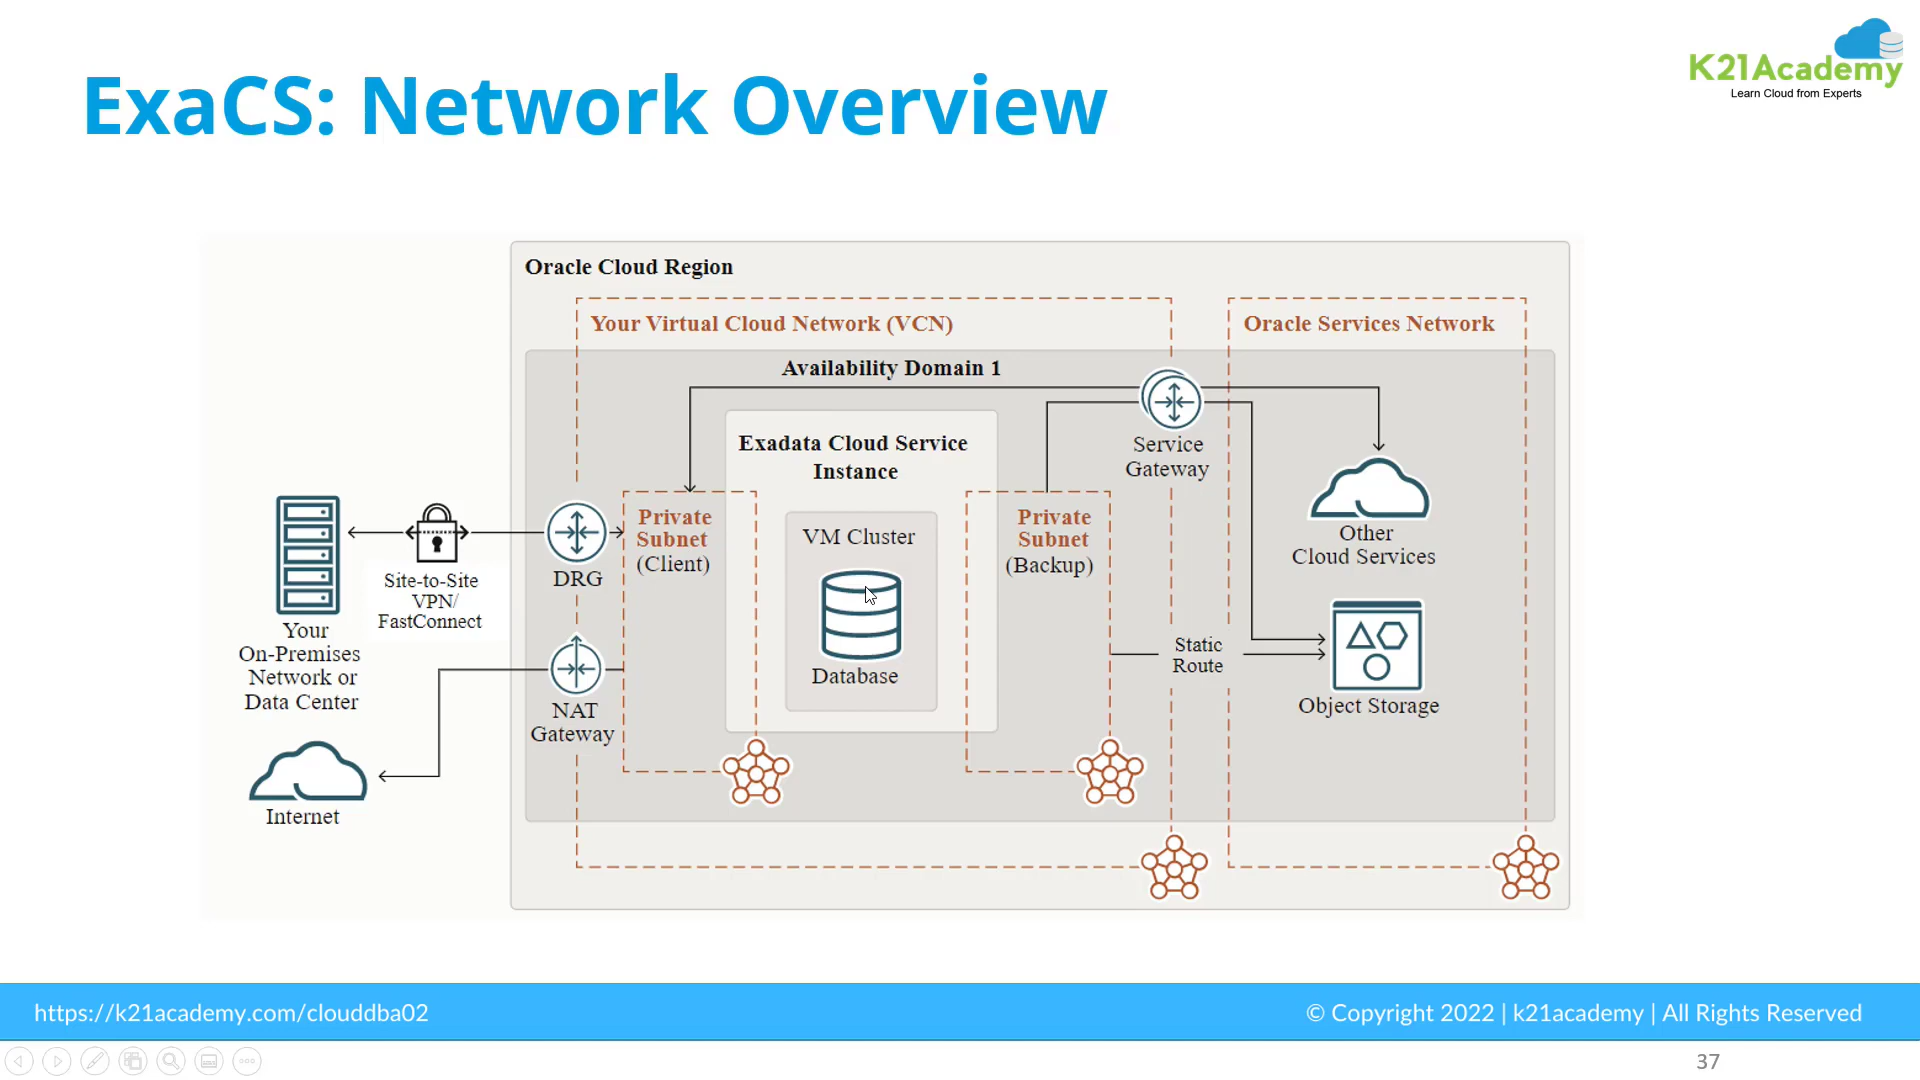 K21Academy
Learn Cloud from Experts
ExaCS: Network Overview
Oracle Cloud Region
Your Virtual Cloud Network (VCN)
Oracle Services Network
Availability Domain 1
Exadata Cloud Service
Instance
Service
Gateway
Private
Subnet
(Client)
VM Cluster
Database
Private
Subnet
(Backup)
Other
Cloud Services
Site-to-Site
VPN/
FastConnect
DRG
Your
On-Premises
Network or
Data Center
Static
Route
Object Storage
NAT
Gateway
Internet
https://k21academy.com/clouddba02
© Copyright 2022 | k21academy | All Rights Reserved
37